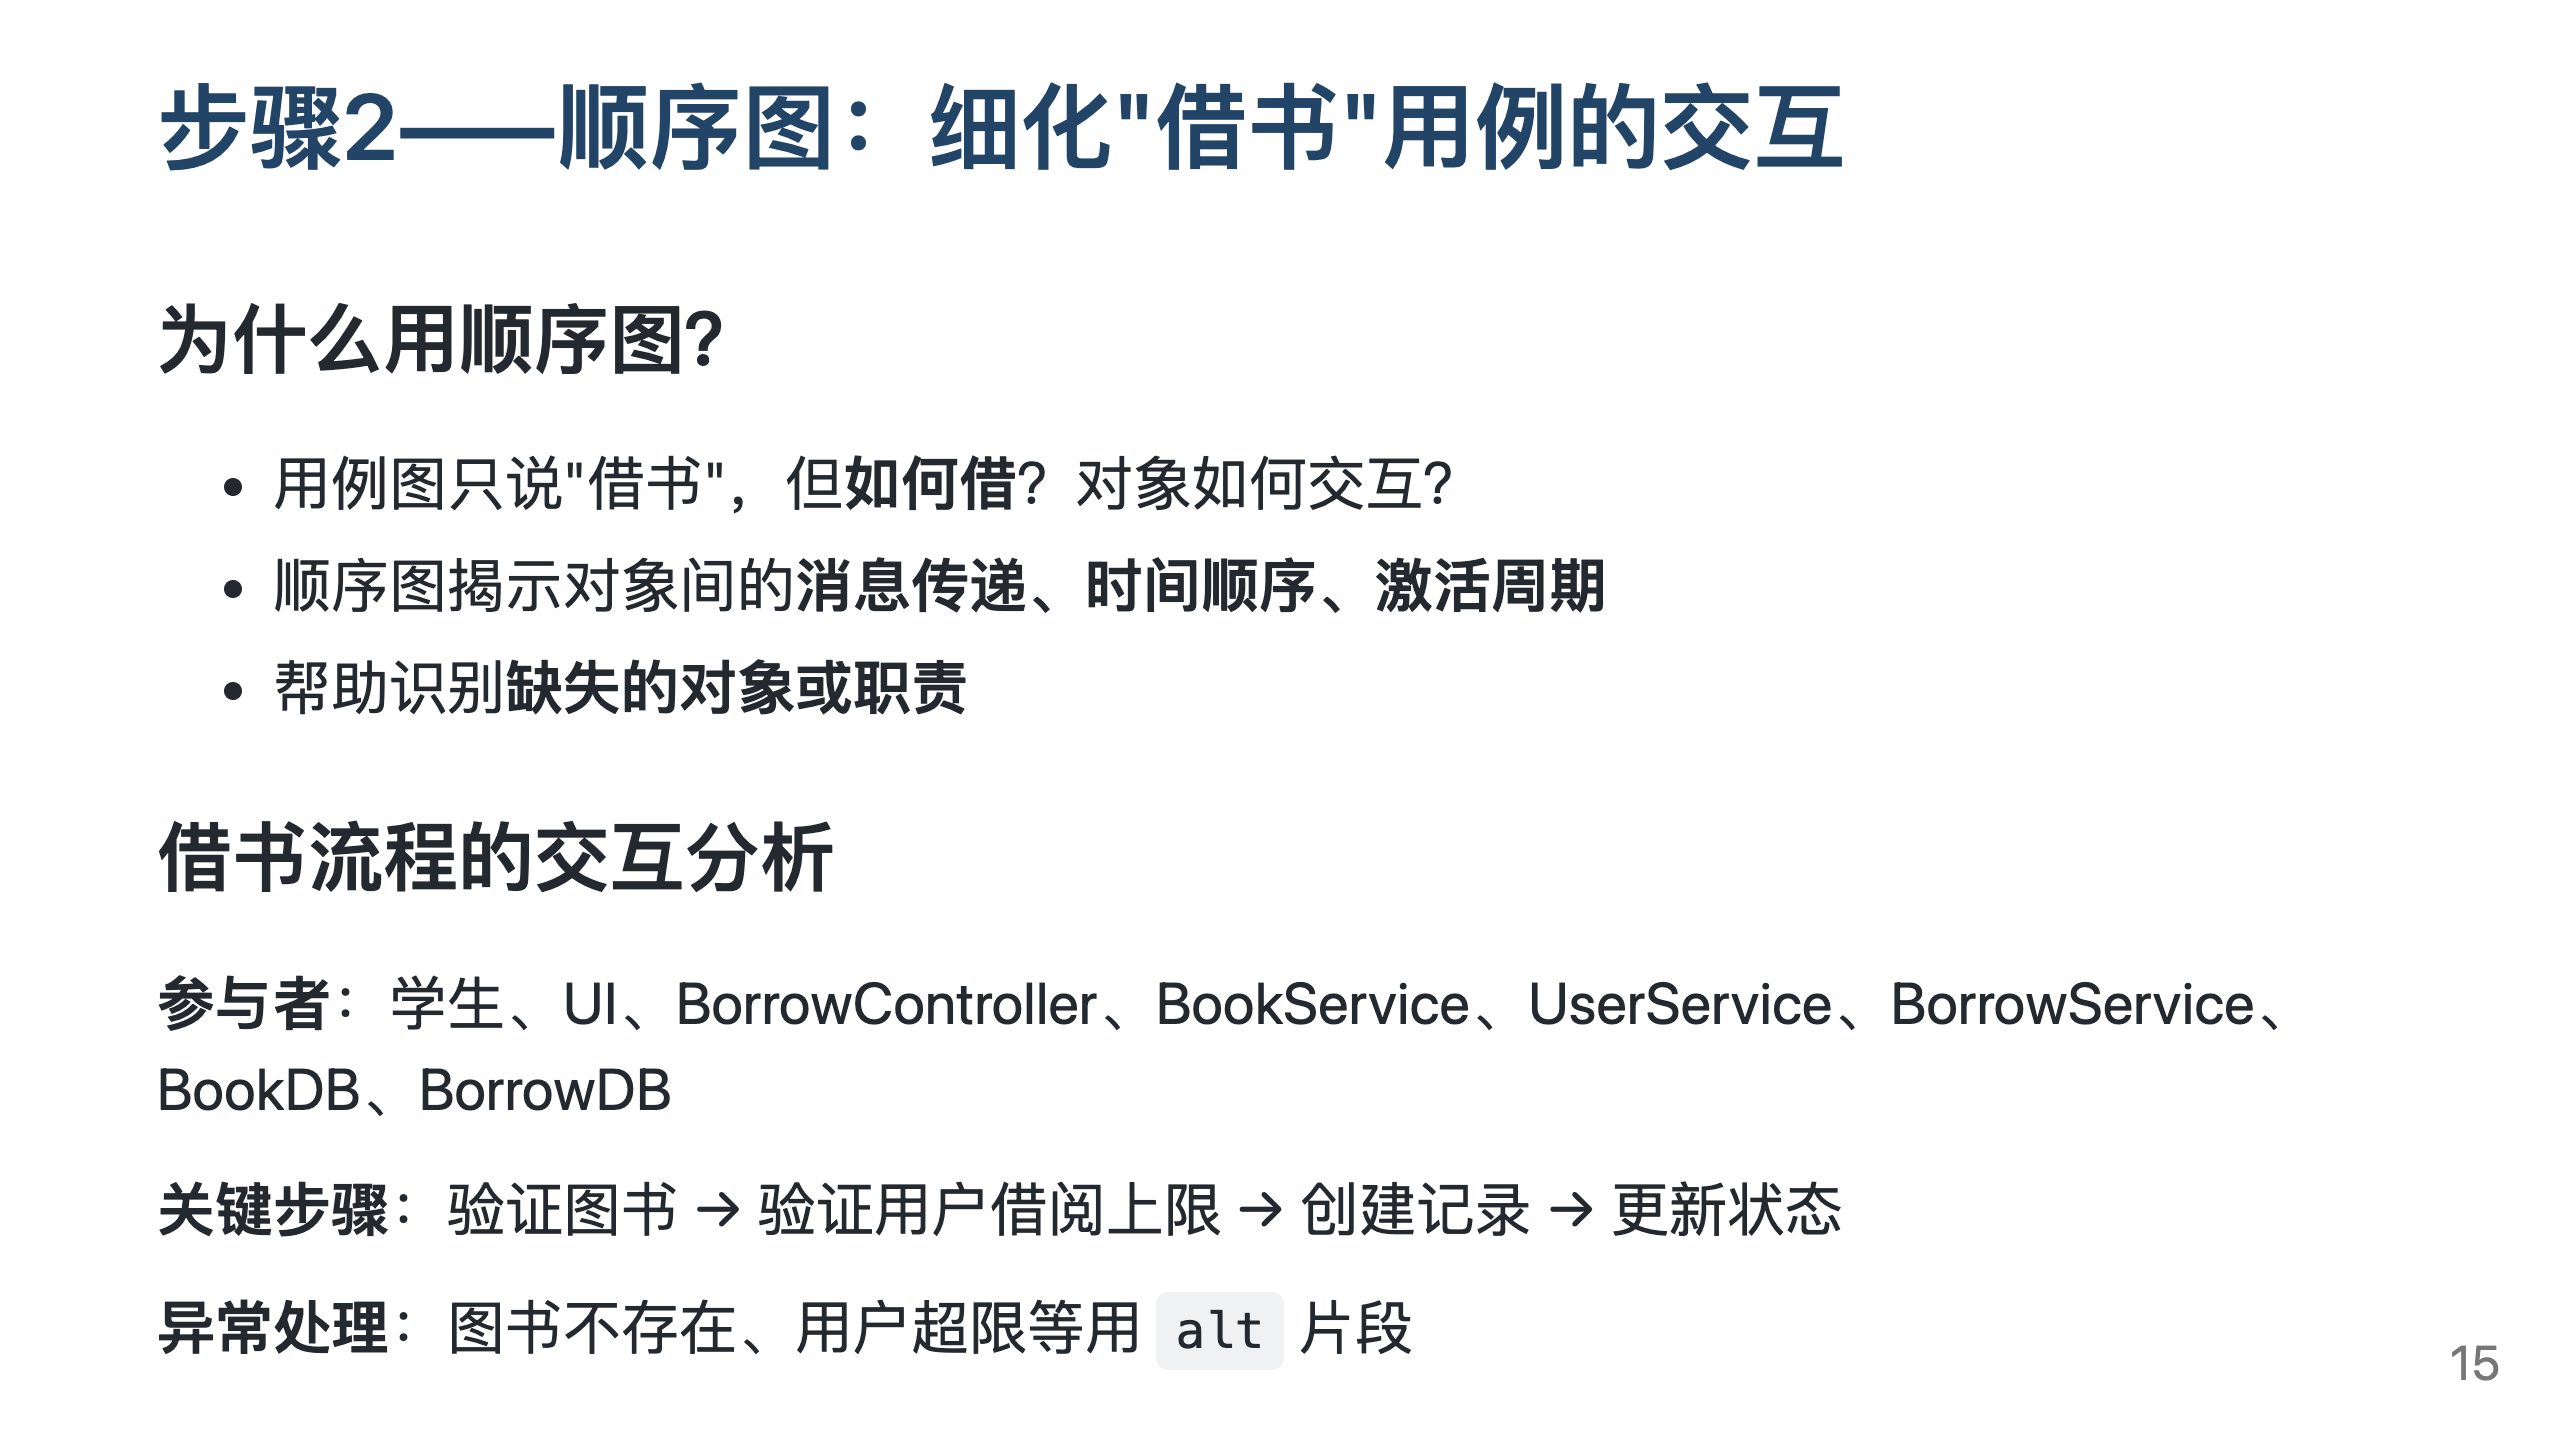 步骤2——顺序图：细化"借书"用例的交互
为什么用顺序图?
• 用例图只说"借书"，但如何借？对象如何交互?
• 顺序图揭示对象间的消息传递、时间顺序、激活周期
• 帮助识别缺失的对象或职责
借书流程的交互分析
参与者：学生、UI、BorrowController、BookService、UserService、BorrowService、
BookDB、BorrowDB
关键步骤：验证图书 → 验证用户借阅上限 → 创建记录 → 更新状态
异常处理：图书不存在、用户超限等用 alt 片段
15